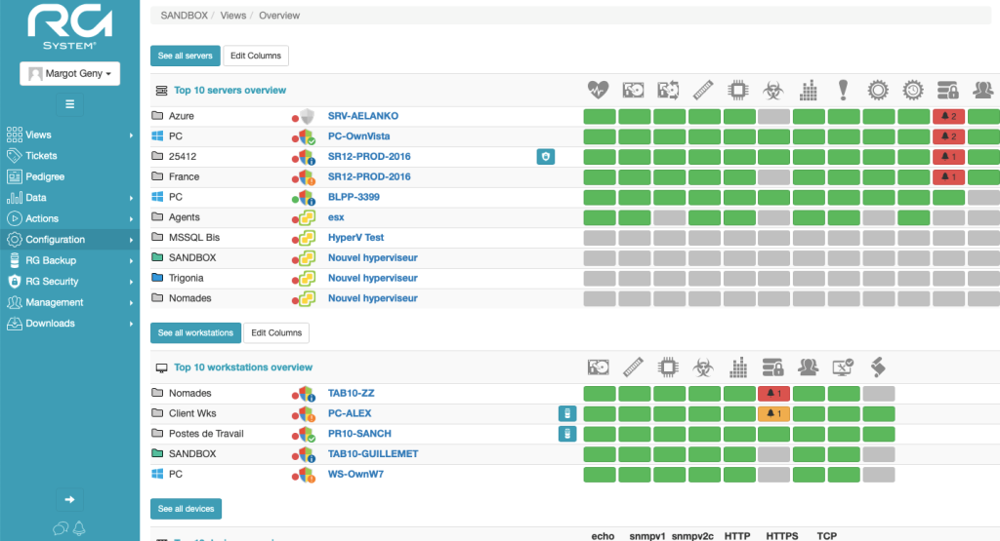 RG
SYSTEM®
Margot Geny
Views
Tickets
Pedigree
Data
Actions
Configuration
RG Backup
RG Security
Management
Downloads
SANDBOX / Views / Overview
See all servers Edit Columns
Top 10 servers overview
Azure SRV-AELANKO 2
PC PC-OwnVista 2
25412 SR12-PROD-2016 1
France SR12-PROD-2016 1
PC BLPP-3399
Agents esx
MSSQL Bis HyperV Test
SANDBOX Nouvel hyperviseur
Trigonia Nouvel hyperviseur
Nomades Nouvel hyperviseur
See all workstations Edit Columns
Top 10 workstations overview
Nomades TAB10-ZZ 1
Client Wks PC-ALEX 1
Postes de Travail PR10-SANCH
SANDBOX TAB10-GUILLEMET
PC WS-OwnW7
See all devices
echo snmpv1 snmpv2c HTTP HTTPS TCP